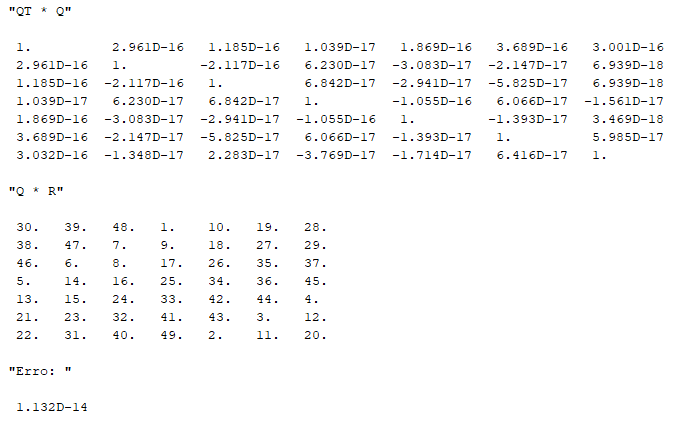 "QT * Q"
1. 2.961D-16 1.185D-16 1.039D-17 1.869D-16 3.689D-16 3.001D-16
2.961D-16 1. -2.117D-16 6.230D-17 -3.083D-17 -2.147D-17 6.939D-18
1.185D-16 -2.117D-16 1. 6.842D-17 -2.941D-17 -5.825D-17 6.939D-18
1.039D-17 6.230D-17 6.842D-17 1. -1.055D-16 6.066D-17 -1.561D-17
1.869D-16 -3.083D-17 -2.941D-17 -1.055D-16 1. -1.393D-17 3.469D-18
3.689D-16 -2.147D-17 -5.825D-17 6.066D-17 -1.393D-17 1. 5.985D-17
3.032D-16 -1.348D-17 2.283D-17 -3.769D-17 -1.714D-17 6.416D-17 1.
"Q * R"
30. 39. 48. 1. 10. 19. 28.
38. 47. 7. 9. 18. 27. 29.
46. 6. 8. 17. 26. 35. 37.
5. 14. 16. 25. 34. 36. 45.
13. 15. 24. 33. 42. 44. 4.
21. 23. 32. 41. 43. 3. 12.
22. 31. 40. 49. 2. 11. 20.
"Erro: "
1.132D-14